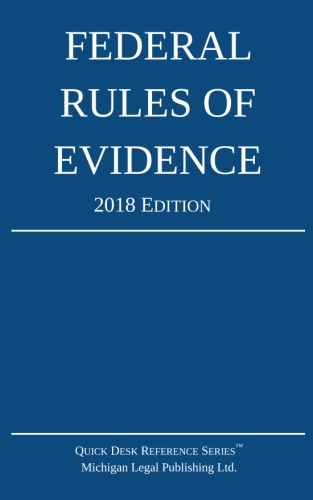 FEDERAL
RULES OF
EVIDENCE
2018 EDITION
QUICK DESK REFERENCE SERIES™
Michigan Legal Publishing Ltd.